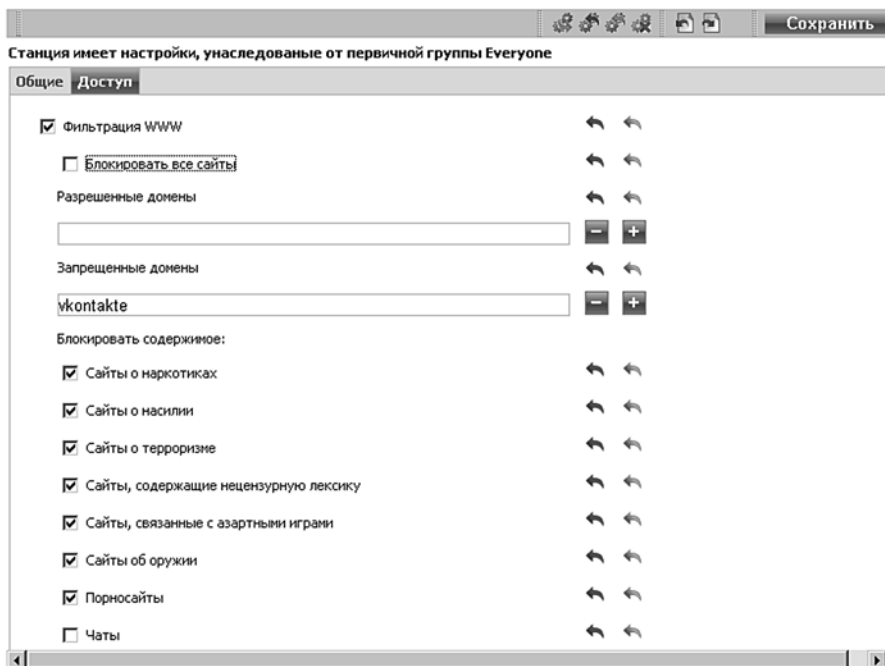 Сохранить
Станция имеет настройки, унаследованые от первичной группы Everyone
Общие Доступ
Фильтрация WWW
Блокировать все сайты
Разрешенные домены
Запрещенные домены
vkontakte
Блокировать содержимое:
Сайты о наркотиках
Сайты о насилии
Сайты о терроризме
Сайты, содержащие нецензурную лексику
Сайты, связанные с азартными играми
Сайты об оружии
Порносайты
Чаты